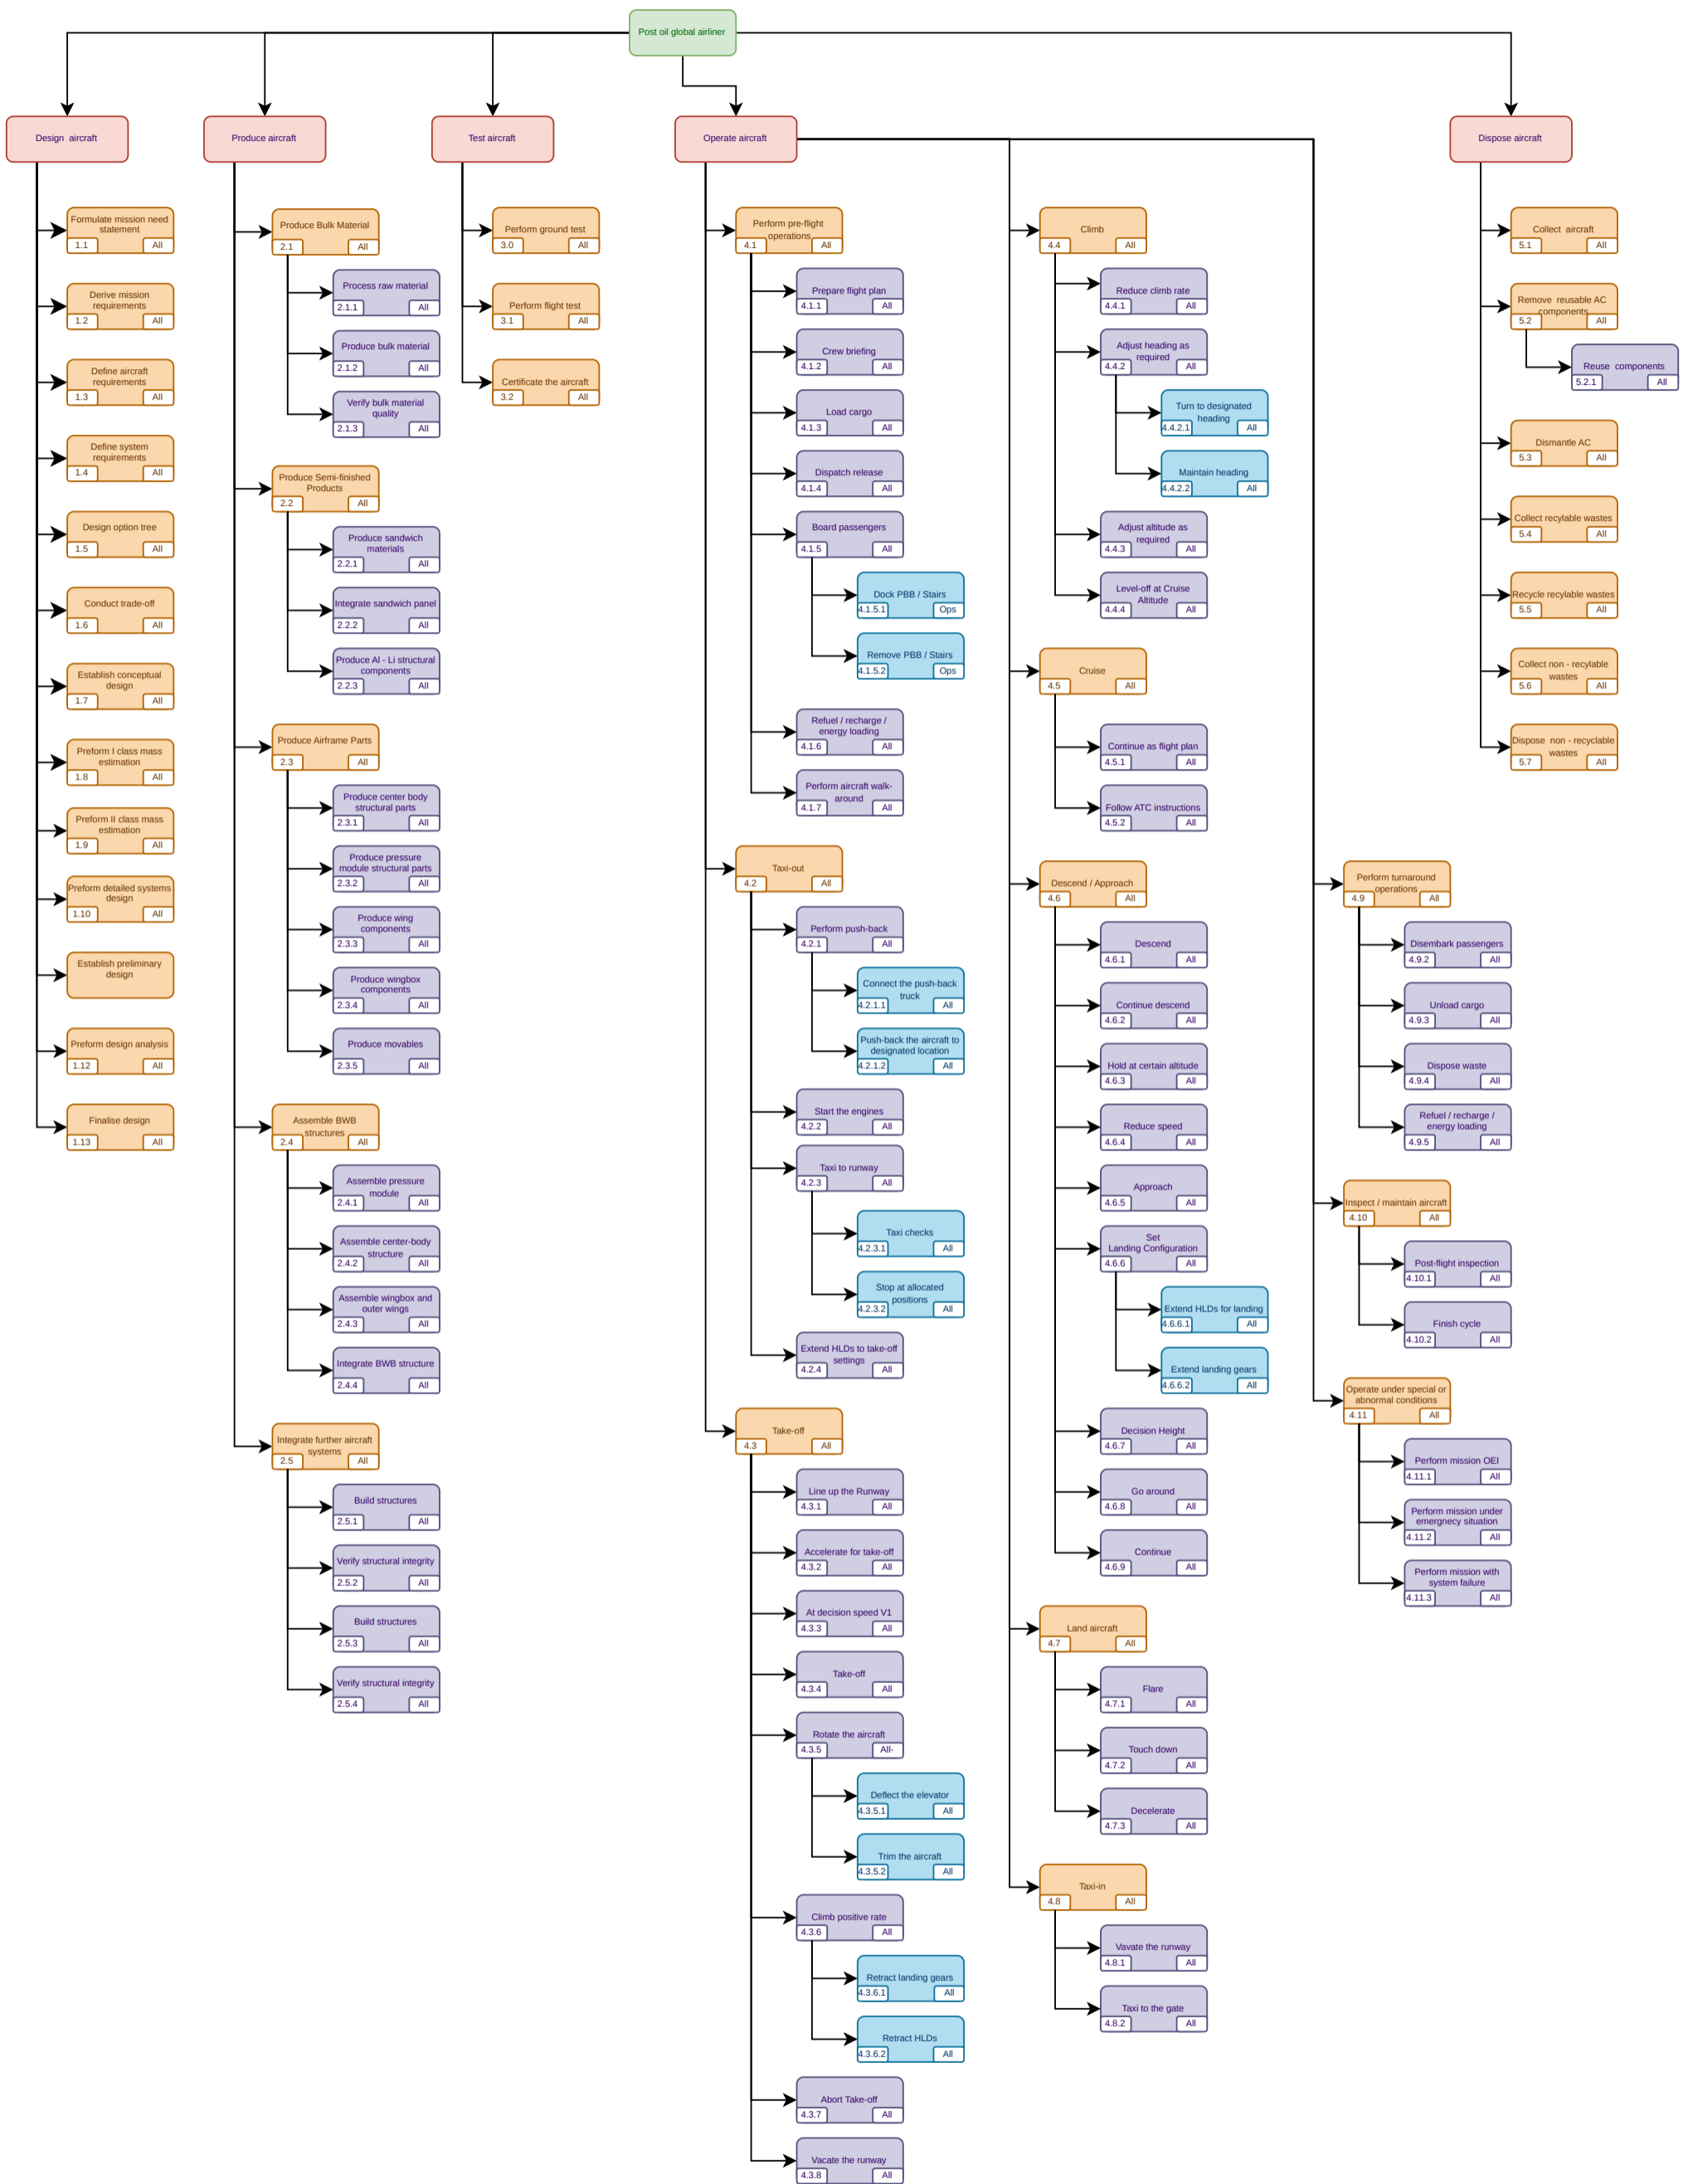 Post oil global airliner
Design  aircraft
Formulate mission need
statement
1.1
All
Derive mission
requirements
1.2
All
Define aircraft
requirements
1.3
All
Define system
requirements
1.4
All
Design option tree
1.5
All
Conduct trade-off
1.6
All
Establish conceptual
design
1.7
All
Preform I class mass
estimation
1.8
All
Preform II class mass
estimation
1.9
All
Preform detailed systems
design
1.10
All
Establish preliminary
design
Preform design analysis
1.12
All
Finalise design
1.13
All
Produce aircraft
Produce Bulk Material
2.1
All
Process raw material
2.1.1
All
Produce bulk material
2.1.2
All
Verify bulk material
quality
2.1.3
All
Produce Semi-finished
Products
2.2
All
Produce sandwich
materials
2.2.1
All
Integrate sandwich panel
2.2.2
All
Produce Al - Li structural
components
2.2.3
All
Produce Airframe Parts
2.3
All
Produce center body
structural parts
2.3.1
All
Produce pressure
module structural parts
2.3.2
All
Produce wing
components
2.3.3
All
Produce wingbox
components
2.3.4
All
Produce movables
2.3.5
All
Assemble BWB
structures
2.4
All
Assemble pressure
module
2.4.1
All
Assemble center-body
structure
2.4.2
All
Assemble wingbox and
outer wings
2.4.3
All
Integrate BWB structure
2.4.4
All
Integrate further aircraft
systems
2.5
All
Build structures
2.5.1
All
Verify structural integrity
2.5.2
All
Build structures
2.5.3
All
Verify structural integrity
2.5.4
All
Test aircraft
Perform ground test
3.0
All
Perform flight test
3.1
All
Certificate the aircraft
3.2
All
Operate aircraft
Perform pre-flight
operations
4.1
All
Prepare flight plan
4.1.1
All
Crew briefing
4.1.2
All
Load cargo
4.1.3
All
Dispatch release
4.1.4
All
Board passengers
4.1.5
All
Dock PBB / Stairs
4.1.5.1
Ops
Remove PBB / Stairs
4.1.5.2
Ops
Refuel / recharge /
energy loading
4.1.6
All
Perform aircraft walk-
around
4.1.7
All
Taxi-out
4.2
All
Perform push-back
4.2.1
All
Connect the push-back
truck
4.2.1.1
All
Push-back the aircraft to
designated location
4.2.1.2
All
Start the engines
4.2.2
All
Taxi to runway
4.2.3
All
Taxi checks
4.2.3.1
All
Stop at allocated
positions
4.2.3.2
All
Extend HLDs to take-off
settings
4.2.4
All
Take-off
4.3
All
Line up the Runway
4.3.1
All
Accelerate for take-off
4.3.2
All
At decision speed V1
4.3.3
All
Take-off
4.3.4
All
Rotate the aircraft
4.3.5
All-
Deflect the elevator
4.3.5.1
All
Trim the aircraft
4.3.5.2
All
Climb positive rate
4.3.6
All
Retract landing gears
4.3.6.1
All
Retract HLDs
4.3.6.2
All
Abort Take-off
4.3.7
All
Vacate the runway
4.3.8
All
Climb
4.4
All
Reduce climb rate
4.4.1
All
Adjust heading as
required
4.4.2
All
Turn to designated
heading
4.4.2.1
All
Maintain heading
4.4.2.2
All
Adjust altitude as
required
4.4.3
All
Level-off at Cruise
Altitude
4.4.4
All
Cruise
4.5
All
Continue as flight plan
4.5.1
All
Follow ATC instructions
4.5.2
All
Descend / Approach
4.6
All
Descend
4.6.1
All
Continue descend
4.6.2
All
Hold at certain altitude
4.6.3
All
Reduce speed
4.6.4
All
Approach
4.6.5
All
Set
Landing Configuration
4.6.6
All
Extend HLDs for landing
4.6.6.1
All
Extend landing gears
4.6.6.2
All
Decision Height
4.6.7
All
Go around
4.6.8
All
Continue
4.6.9
All
Land aircraft
4.7
All
Flare
4.7.1
All
Touch down
4.7.2
All
Decelerate
4.7.3
All
Taxi-in
4.8
All
Vavate the runway
4.8.1
All
Taxi to the gate
4.8.2
All
Perform turnaround
operations
4.9
All
Disembark passengers
4.9.2
All
Unload cargo
4.9.3
All
Dispose waste
4.9.4
All
Refuel / recharge /
energy loading
4.9.5
All
Inspect / maintain aircraft
4.10
All
Post-flight inspection
4.10.1
All
Finish cycle
4.10.2
All
Operate under special or
abnormal conditions
4.11
All
Perform mission OEI
4.11.1
All
Perform mission under
emergnecy situation
4.11.2
All
Perform mission with
system failure
4.11.3
All
Dispose aircraft
Collect  aircraft
5.1
All
Remove  reusable AC
components
5.2
All
Reuse  components
5.2.1
All
Dismantle AC
5.3
All
Collect recylable wastes
5.4
All
Recycle recylable wastes
5.5
All
Collect non - recylable
wastes
5.6
All
Dispose  non - recyclable
wastes
5.7
All